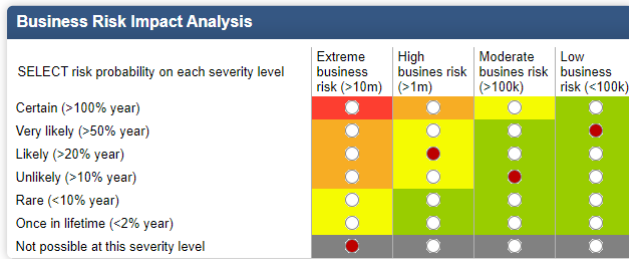 Business Risk Impact Analysis
SELECT risk probability on each severity level
Extreme
business
risk (>10m)
High
busines risk
(>1m)
Moderate
busines risk
(>100k)
Low
business
risk (<100k)
Certain (>100% year)
Very likely (>50% year)
Likely (>20% year)
Unlikely (>10% year)
Rare (<10% year)
Once in lifetime (<2% year)
Not possible at this severity level